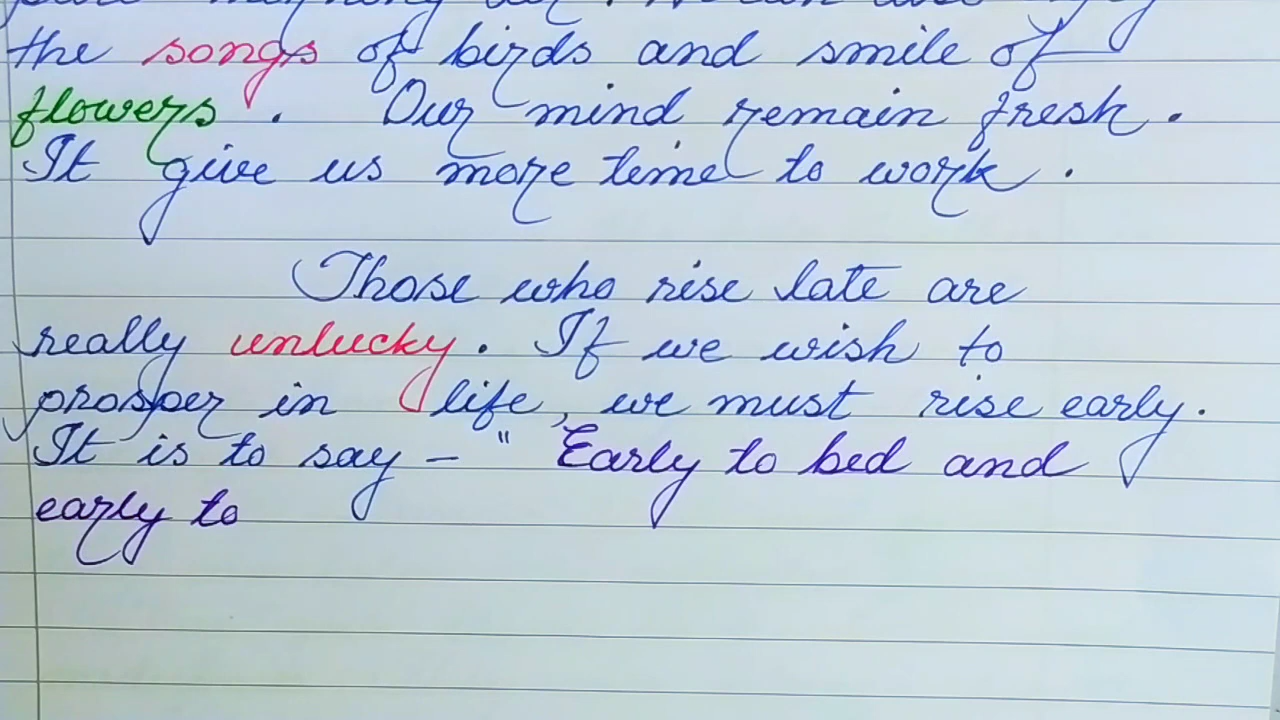 the songs of birds and smile of
flowers . Our mind remain fresh .
It give us more time to work .
Those who rise late are
really unlucky . If we wish to
prosper in life , we must rise early .
It is to say - " Early to bed and
early to